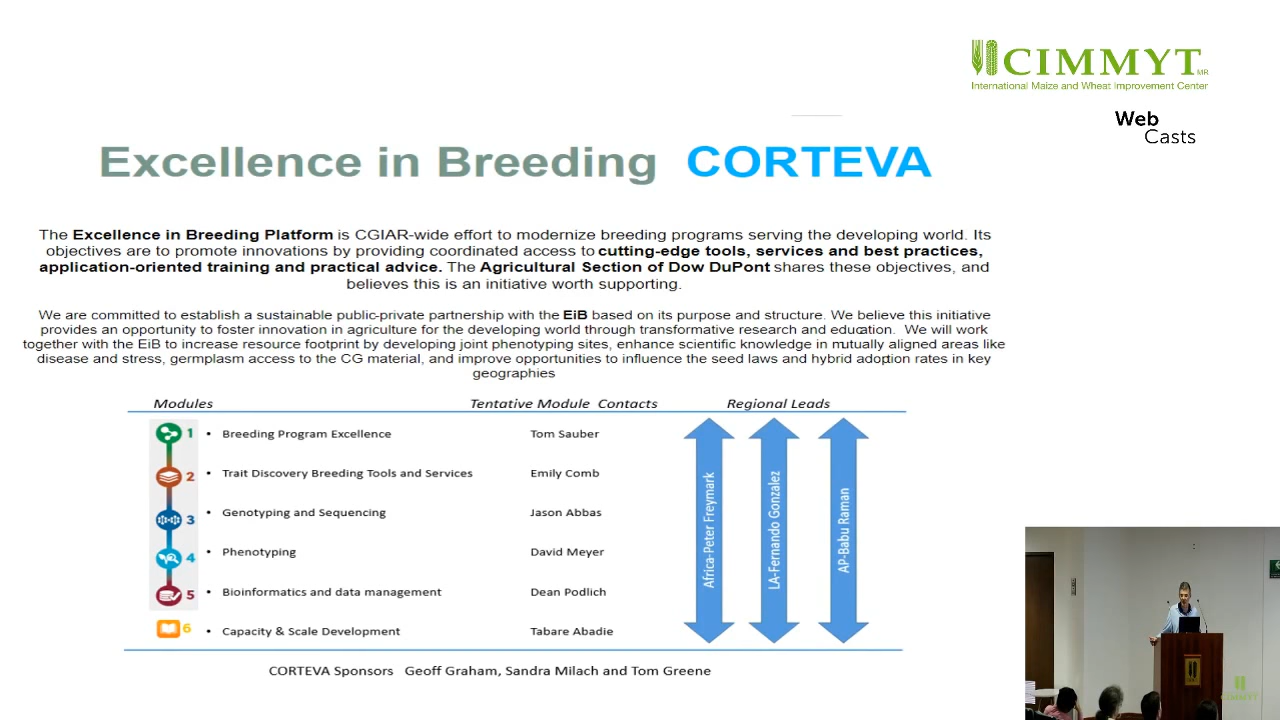 CIMMYT MR
International Maize and Wheat Improvement Center
Web
Casts
Excellence in Breeding CORTEVA
The Excellence in Breeding Platform is CGIAR-wide effort to modernize breeding programs serving the developing world. Its
objectives are to promote innovations by providing coordinated access to cutting-edge tools, services and best practices,
application-oriented training and practical advice. The Agricultural Section of Dow DuPont shares these objectives, and
believes this is an initiative worth supporting.
We are committed to establish a sustainable public-private partnership with the EiB based on its purpose and structure. We believe this initiative
provides an opportunity to foster innovation in agriculture for the developing world through transformative research and education. We will work
together with the EiB to increase resource footprint by developing joint phenotyping sites, enhance scientific knowledge in mutually aligned areas like
disease and stress, germplasm access to the CG material, and improve opportunities to influence the seed laws and hybrid adoption rates in key
geographies
Modules Tentative Module Contacts Regional Leads
1 • Breeding Program Excellence Tom Sauber
2 • Trait Discovery Breeding Tools and Services Emily Comb
3 • Genotyping and Sequencing Jason Abbas
4 • Phenotyping David Meyer
5 • Bioinformatics and data management Dean Podlich
6 • Capacity & Scale Development Tabare Abadie
Africa-Peter Freymark
LA-Fernando Gonzalez
AP-Babu Raman
CORTEVA Sponsors Geoff Graham, Sandra Milach and Tom Greene
CIMMYT